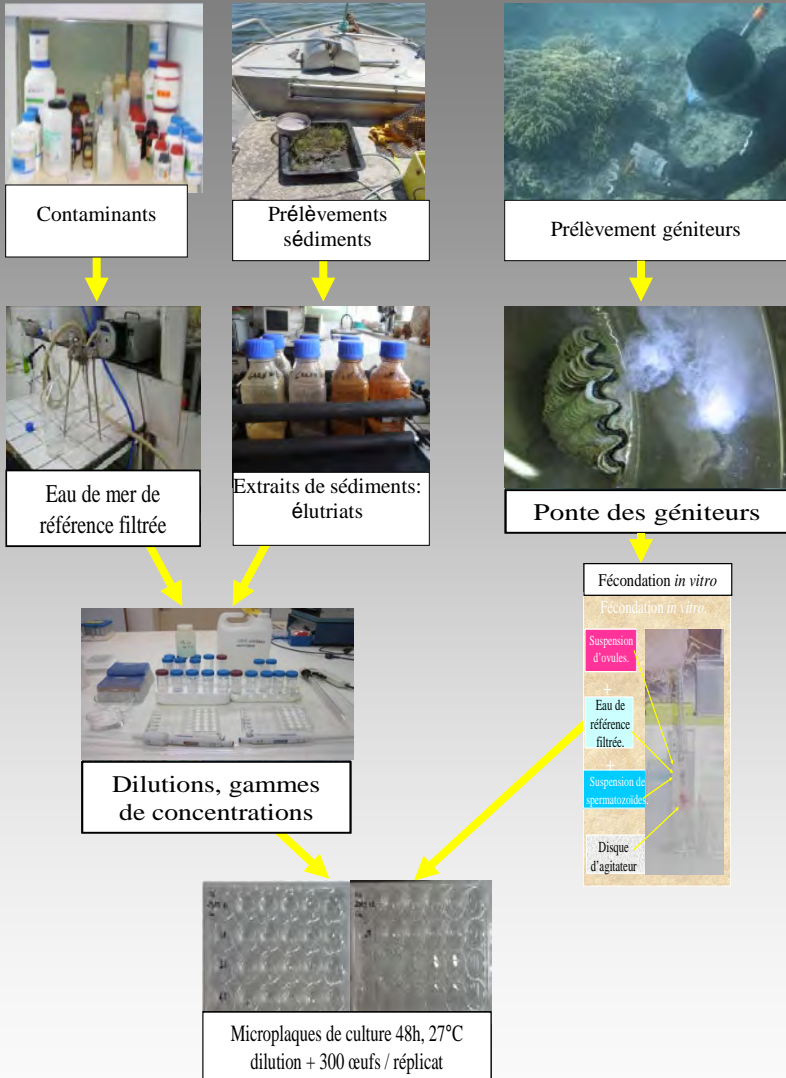 Contaminants
Prélèvements
sédiments
Prélèvement géniteurs
Eau de mer de
référence filtrée
Extraits de sédiments:
élutriats
Ponte des géniteurs
Fécondation in vitro
Fécondation in vitro.
Suspension
d'ovules.
+
Eau de
référence
filtrée.
+
Suspension de
spermatozoïdes.
Disque
d'agitateur
Dilutions, gammes
de concentrations
Microplaques de culture 48h, 27°C
dilution + 300 œufs / réplicat